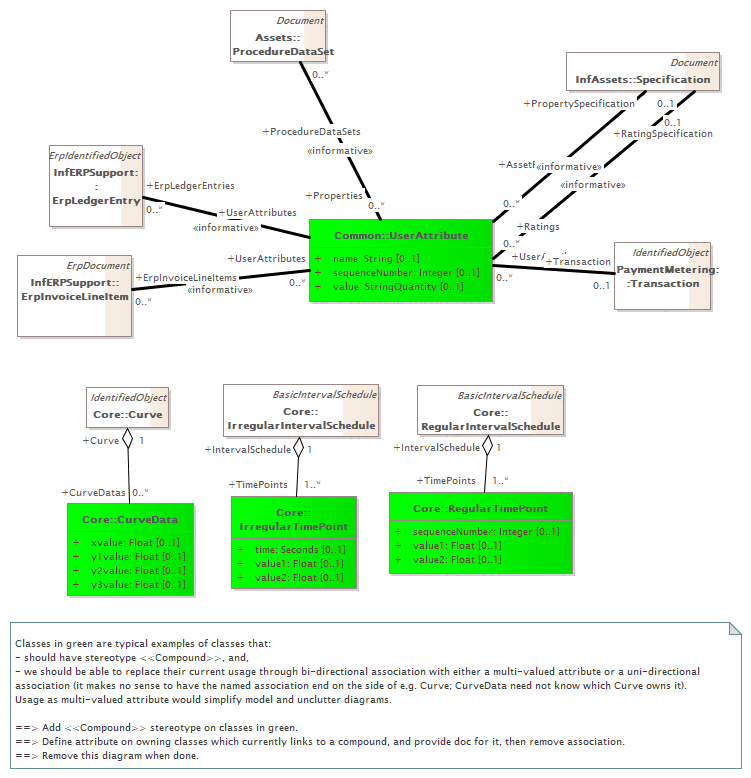 Document
Assets::
ProcedureDataSet
0..*
+ProcedureDataSets
«informative»
+Properties
0..*
Document
InfAssets::Specification
+PropertySpecification
0..1
0..1
+RatingSpecification
«informative»
«informative»
0..*
+Ratings
0..*
ErpIdentifiedObject
InfERPSupport:
:
ErpLedgerEntry
+ErpLedgerEntries
0..*
+UserAttributes
«informative»
ErpDocument
InfERPSupport::
ErpInvoiceLineItem
+ErpInvoiceLineItems
0..*
«informative»
+UserAttributes
0..*
Common::UserAttribute
+ name: String [0..1]
+ sequenceNumber: Integer [0..1]
+ value: StringQuantity [0..1]
+Transaction
0..*
0..1
IdentifiedObject
PaymentMetering:
:Transaction
IdentifiedObject
Core::Curve
+Curve 1
+CurveDatas 0..*
Core::CurveData
+ xvalue: Float [0..1]
+ y1value: Float [0..1]
+ y2value: Float [0..1]
+ y3value: Float [0..1]
BasicIntervalSchedule
Core::
IrregularIntervalSchedule
+IntervalSchedule 1
+TimePoints 1..*
Core::
IrregularTimePoint
+ time: Seconds [0..1]
+ value1: Float [0..1]
+ value2: Float [0..1]
BasicIntervalSchedule
Core::
RegularIntervalSchedule
+IntervalSchedule 1
+TimePoints 1..*
Core::RegularTimePoint
+ sequenceNumber: Integer [0..1]
+ value1: Float [0..1]
+ value2: Float [0..1]
Classes in green are typical examples of classes that:
- should have stereotype <<Compound>>, and,
- we should be able to replace their current usage through bi-directional association with either a multi-valued attribute or a uni-directional
association (it makes no sense to have the named association end on the side of e.g. Curve; CurveData need not know which Curve owns it).
Usage as multi-valued attribute would simplify model and unclutter diagrams.
==> Add <<Compound>> stereotype on classes in green.
==> Define attribute on owning classes which currently links to a compound, and provide doc for it, then remove association.
==> Remove this diagram when done.